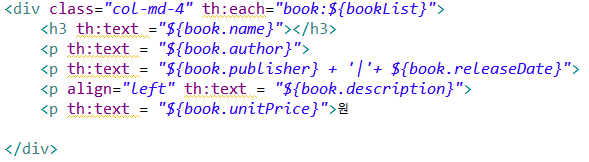 <div class="col-md-4" th:each="book:${bookList}">
<h3 th:text ="${book.name}"></h3>
<p th:text = "${book.author}">
<p th:text = "${book.publisher} + '|'+ ${book.releaseDate}">
<p align="left" th:text = "${book.description}">
<p th:text = "${book.unitPrice}">원
</div>